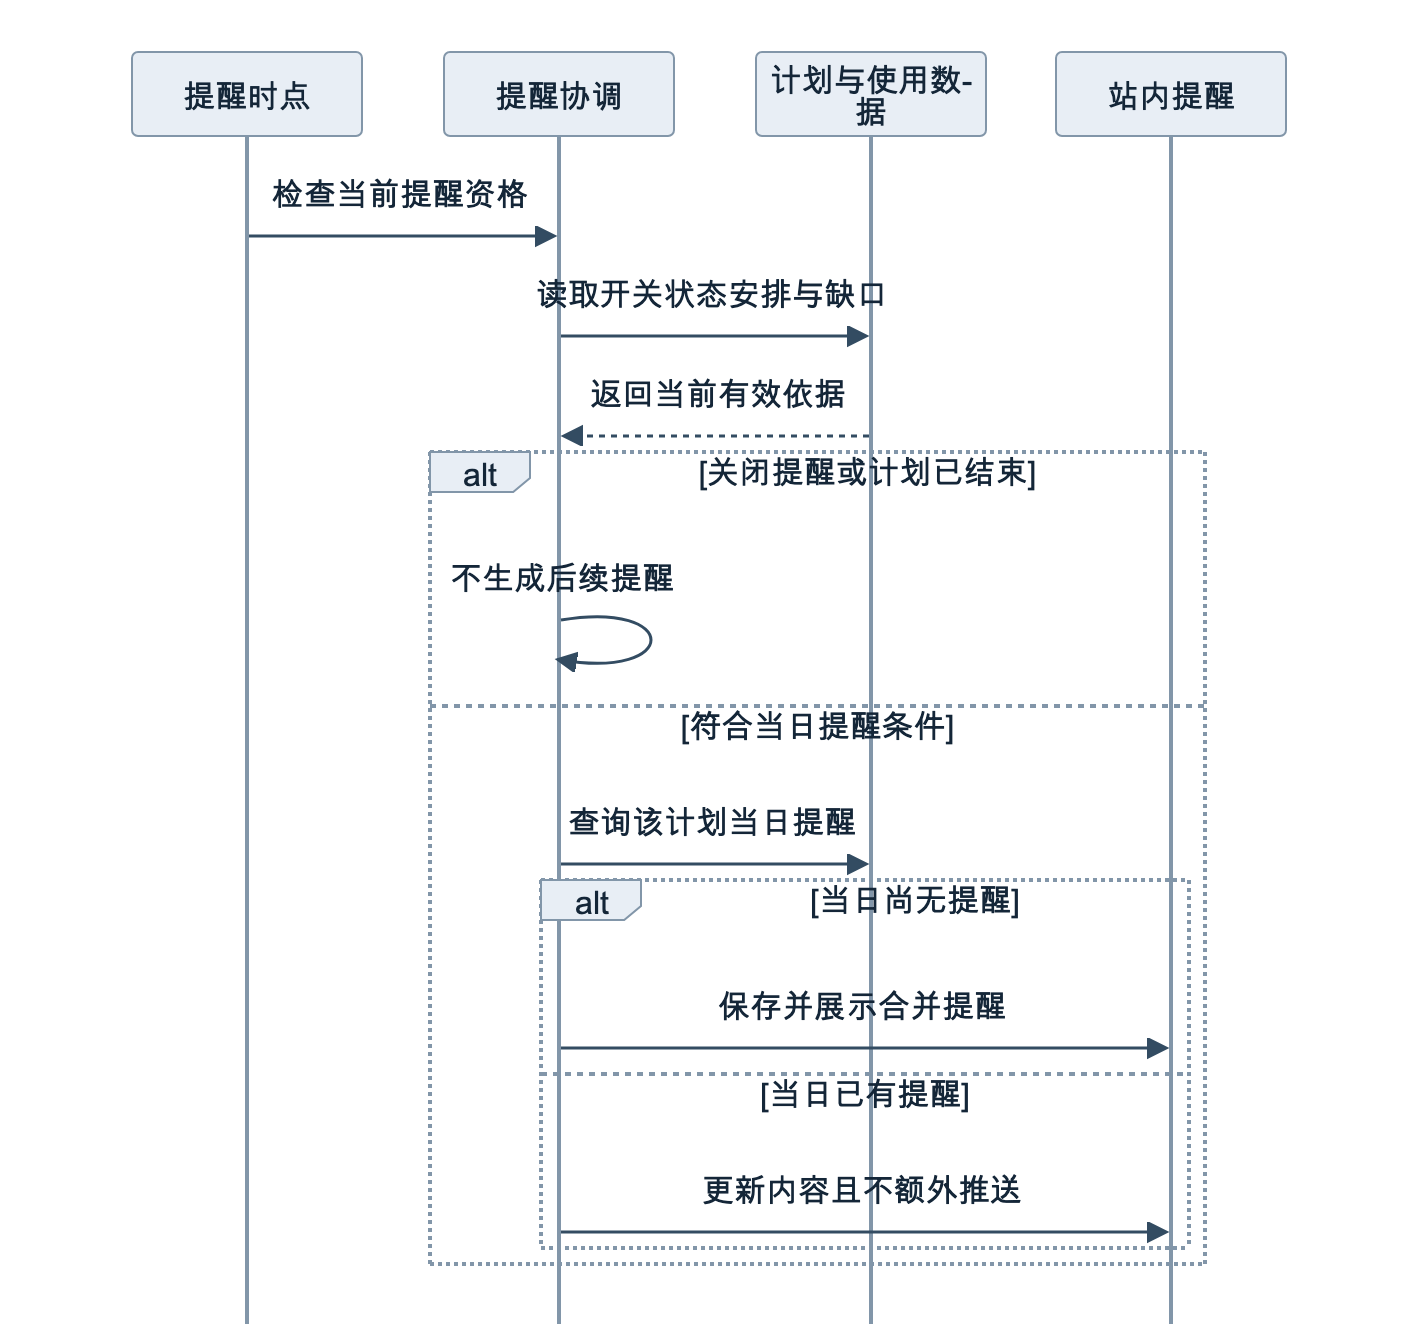 提醒时点
提醒协调
计划与使用数-
据
站内提醒
检查当前提醒资格
读取开关状态安排与缺口
返回当前有效依据
alt
[关闭提醒或计划已结束]
不生成后续提醒
[符合当日提醒条件]
查询该计划当日提醒
alt
[当日尚无提醒]
保存并展示合并提醒
[当日已有提醒]
更新内容且不额外推送